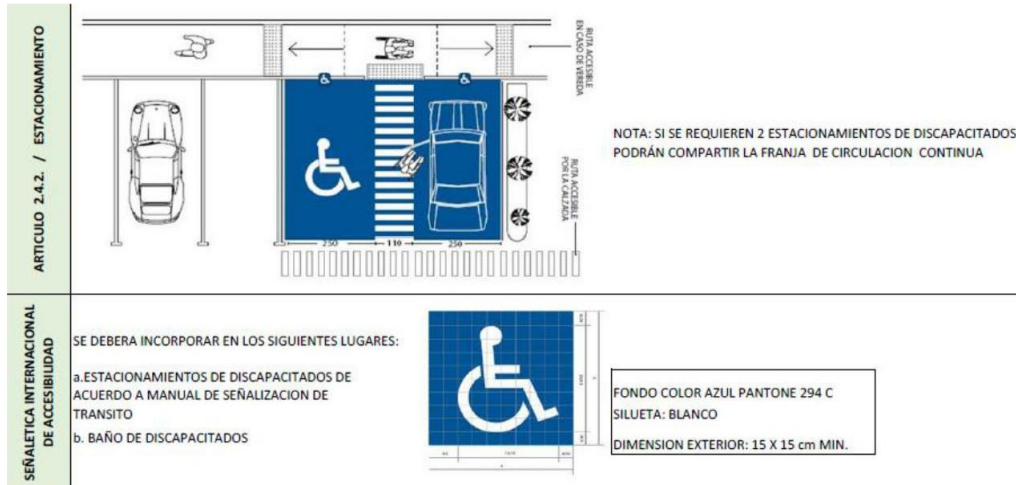 ARTICULO 2.4.2. / ESTACIONAMIENTO
RUTA ACCESIBLE
EN CASO DE VEREDA
RUTA ACCESIBLE
POR LA CALZADA
250
110
250
NOTA: SI SE REQUIEREN 2 ESTACIONAMIENTOS DE DISCAPACITADOS
PODRÁN COMPARTIR LA FRANJA DE CIRCULACION CONTINUA
SEÑALETICA INTERNACIONAL
DE ACCESIBILIDAD
SE DEBERA INCORPORAR EN LOS SIGUIENTES LUGARES:
a.ESTACIONAMIENTOS DE DISCAPACITADOS DE
ACUERDO A MANUAL DE SEÑALIZACION DE
TRANSITO
b. BAÑO DE DISCAPACITADOS
FONDO COLOR AZUL PANTONE 294 C
SILUETA: BLANCO
DIMENSION EXTERIOR: 15 X 15 cm MIN.